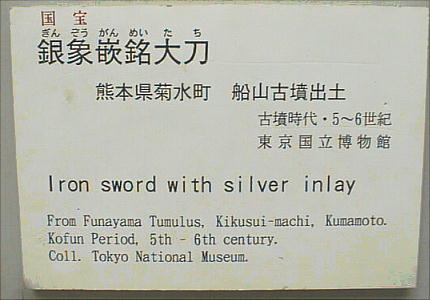 国宝
ぎんぞうがんめいたち
銀象嵌銘大刀
熊本県菊水町　船山古墳出土
古墳時代・5～6世紀
東京国立博物館
Iron sword with silver inlay
From Funayama Tumulus, Kikusui-machi, Kumamoto.
Kofun Period, 5th - 6th century.
Coll. Tokyo National Museum.